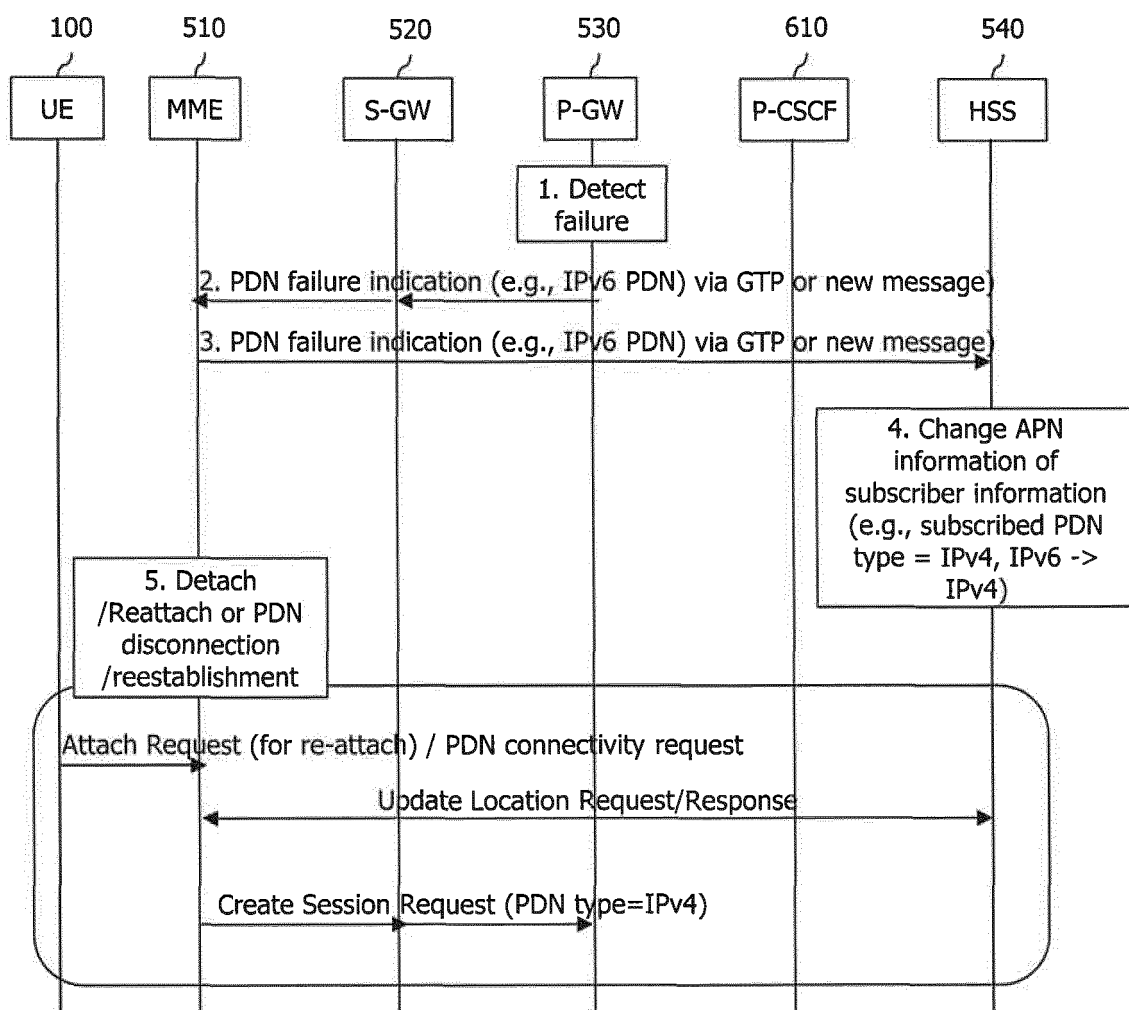 100 510 520 530 610 540
UE MME S-GW P-GW P-CSCF HSS
1. Detect
failure
2. PDN failure indication (e.g., IPv6 PDN) via GTP or new message)
3. PDN failure indication (e.g., IPv6 PDN) via GTP or new message)
4. Change APN
information of
subscriber information
(e.g., subscribed PDN
type = IPv4, IPv6 ->
IPv4)
5. Detach
/Reattach or PDN
disconnection
/reestablishment
Attach Request (for re-attach) / PDN connectivity request
Update Location Request/Response
Create Session Request (PDN type=IPv4)